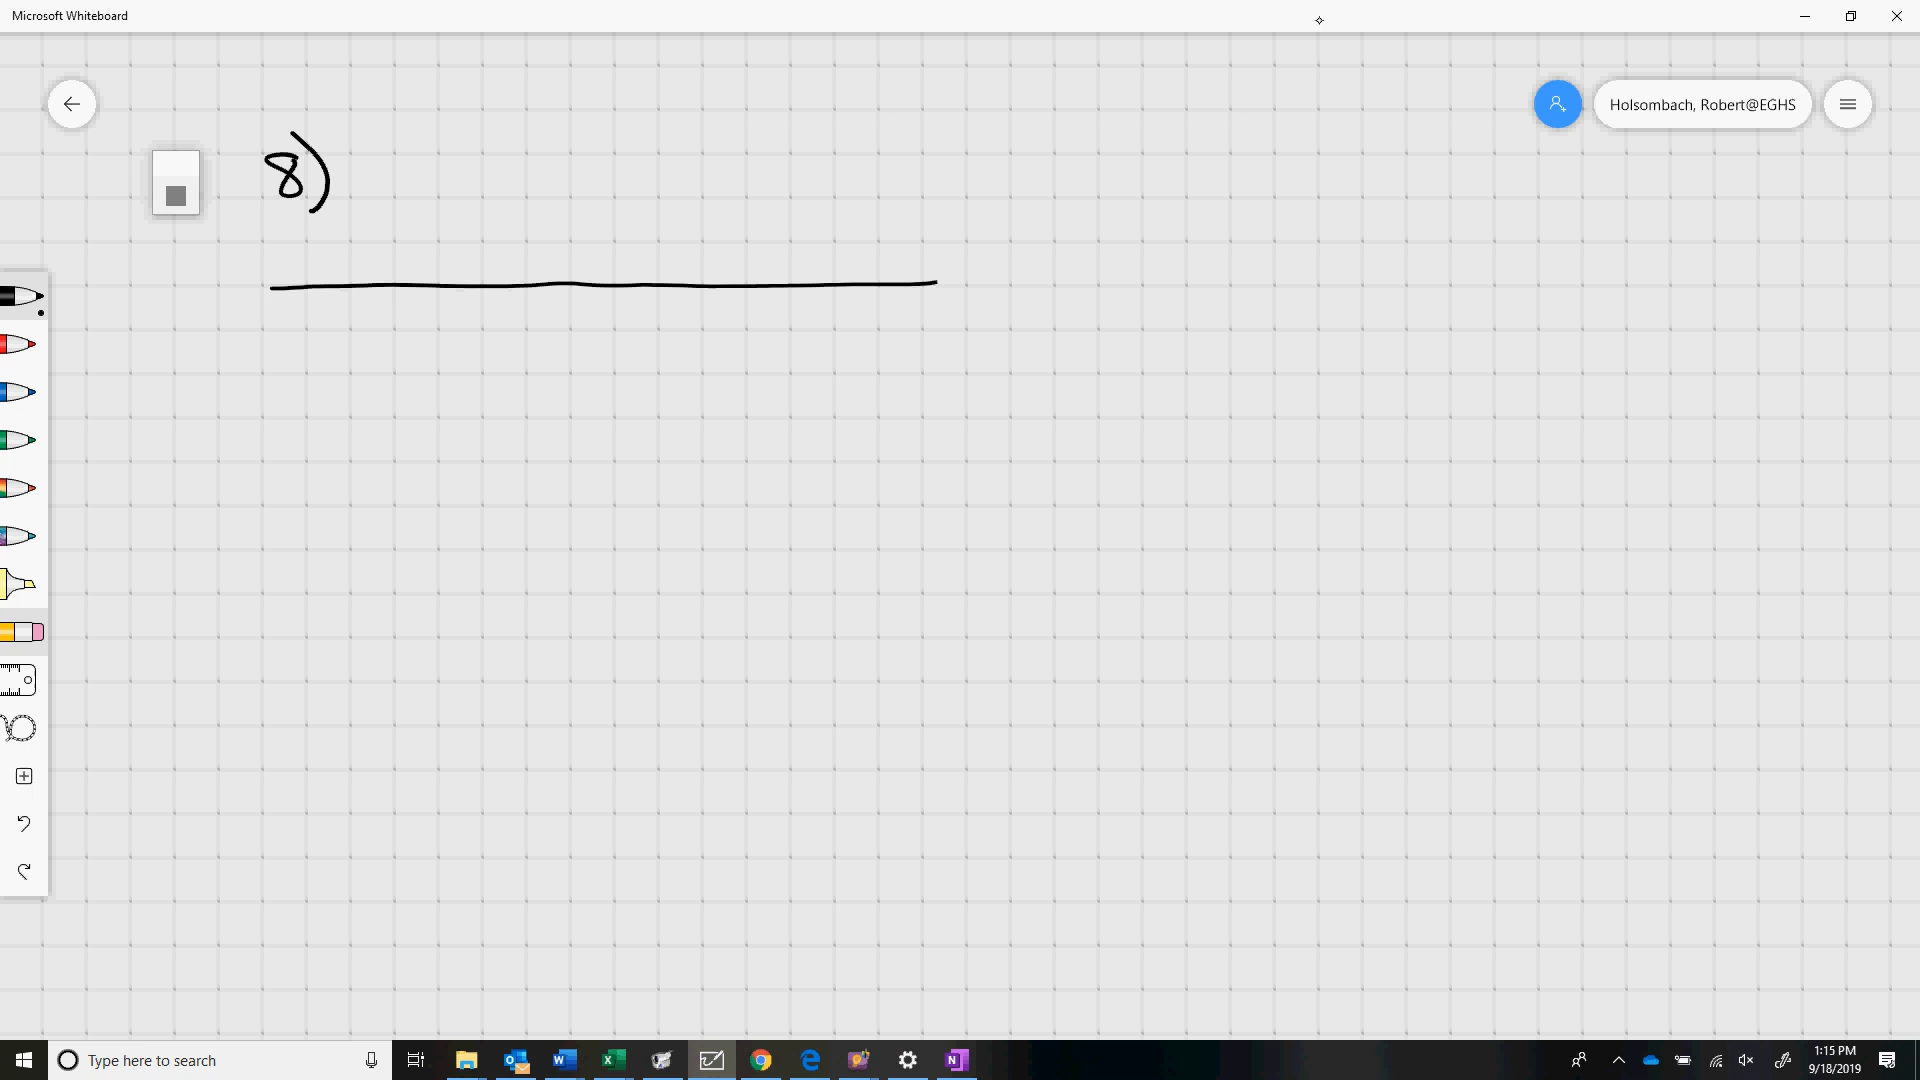 Microsoft Whiteboard
Holsombach, Robert@EGHS
8)
Type here to search
1:15 PM
9/18/2019